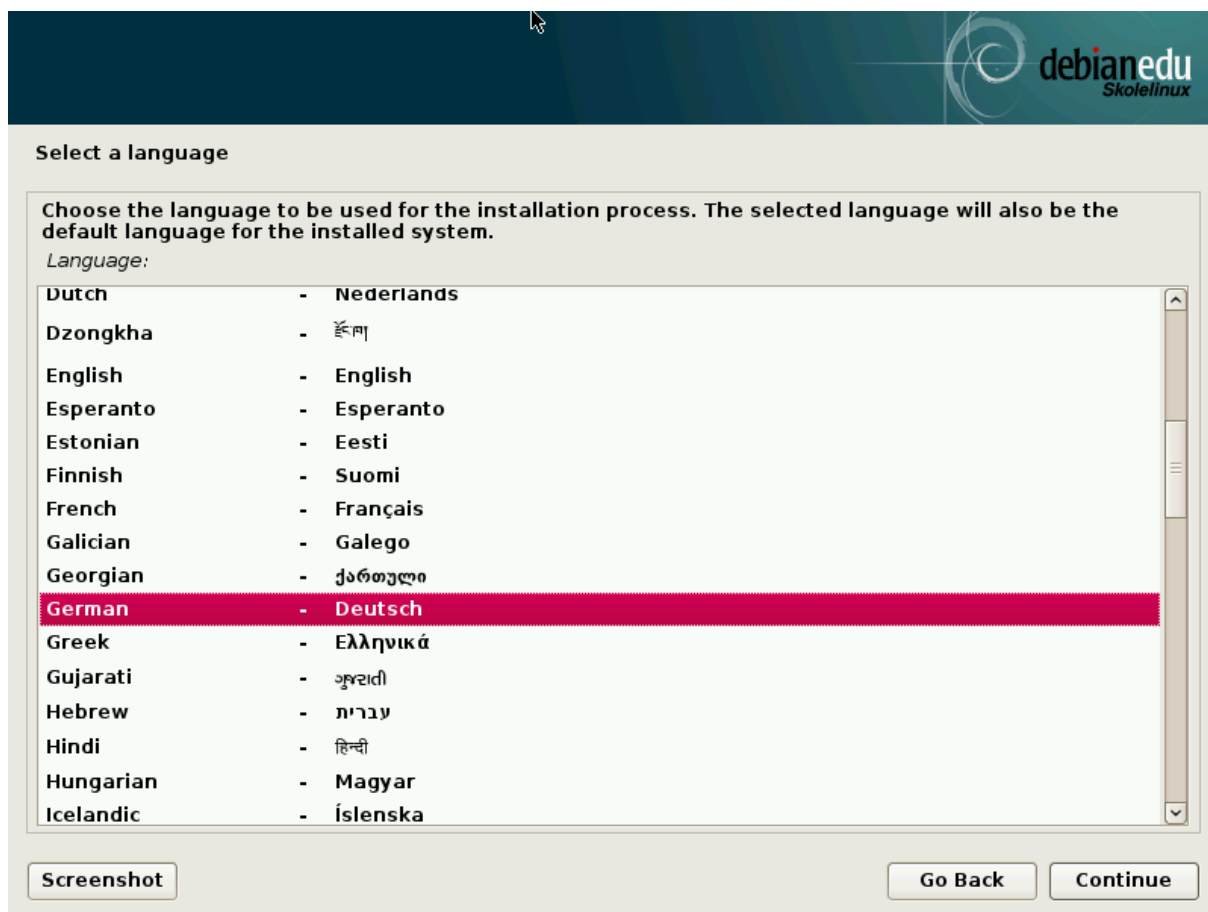 debianedu
Skolelinux
Select a language
Choose the language to be used for the installation process. The selected language will also be the
default language for the installed system.
Language:
Dutch - Nederlands
Dzongkha - རྫོང་ཁ།
English - English
Esperanto - Esperanto
Estonian - Eesti
Finnish - Suomi
French - Français
Galician - Galego
Georgian - ქართული
German - Deutsch
Greek - Ελληνικά
Gujarati - ગુજરાતી
Hebrew - עברית
Hindi - हिन्दी
Hungarian - Magyar
Icelandic - Íslenska
Screenshot Go Back Continue